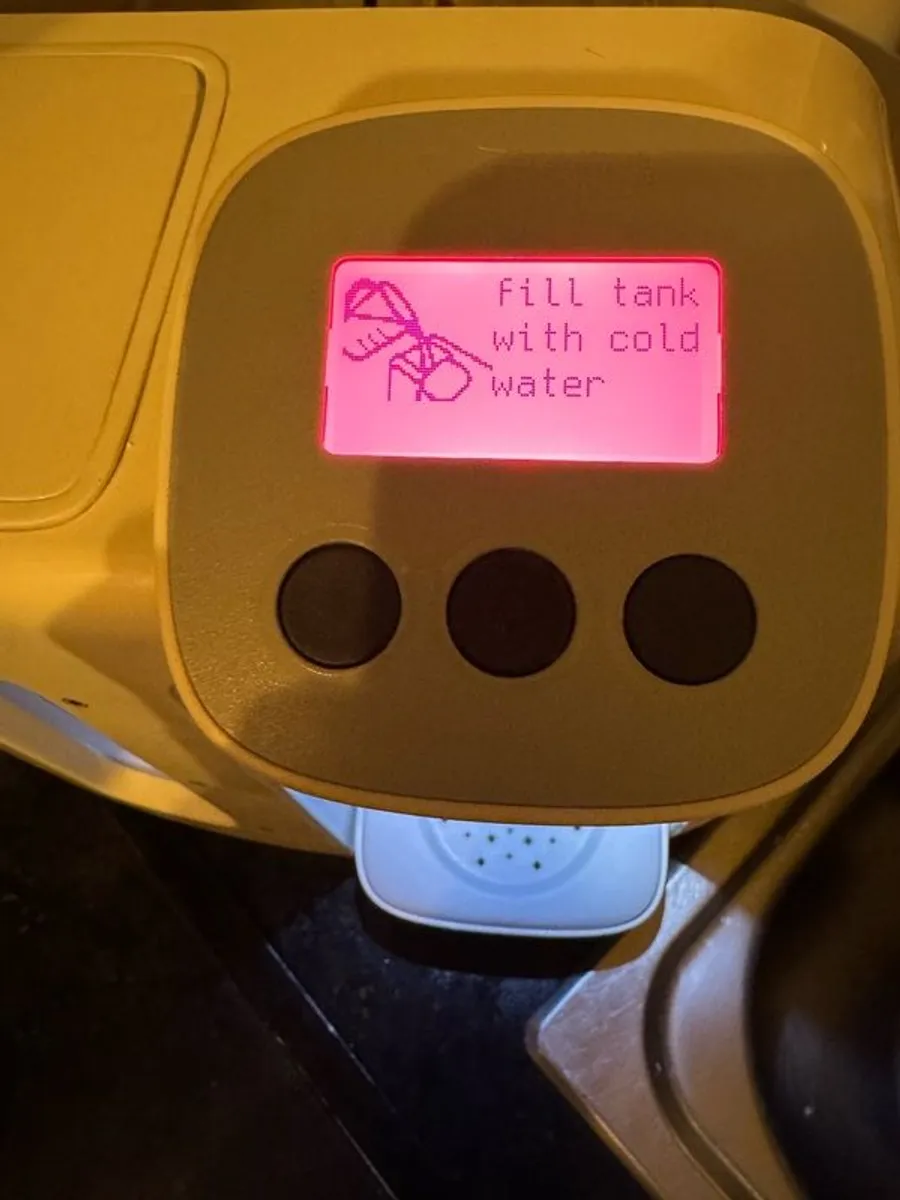 fill tank
with cold
water